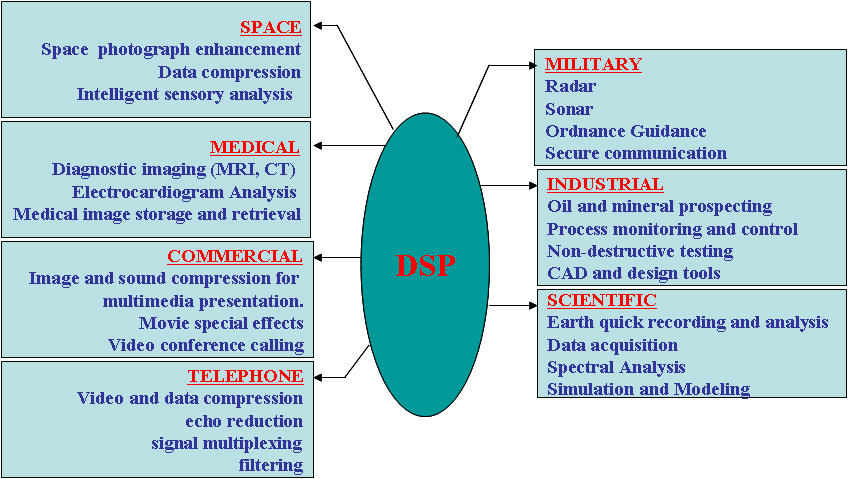 SPACE
Space photograph enhancement
Data compression
Intelligent sensory analysis
MEDICAL
Diagnostic imaging (MRI, CT)
Electrocardiogram Analysis
Medical image storage and retrieval
COMMERCIAL
Image and sound compression for
multimedia presentation.
Movie special effects
Video conference calling
TELEPHONE
Video and data compression
echo reduction
signal multiplexing
filtering
DSP
MILITARY
Radar
Sonar
Ordnance Guidance
Secure communication
INDUSTRIAL
Oil and mineral prospecting
Process monitoring and control
Non-destructive testing
CAD and design tools
SCIENTIFIC
Earth quick recording and analysis
Data acquisition
Spectral Analysis
Simulation and Modeling